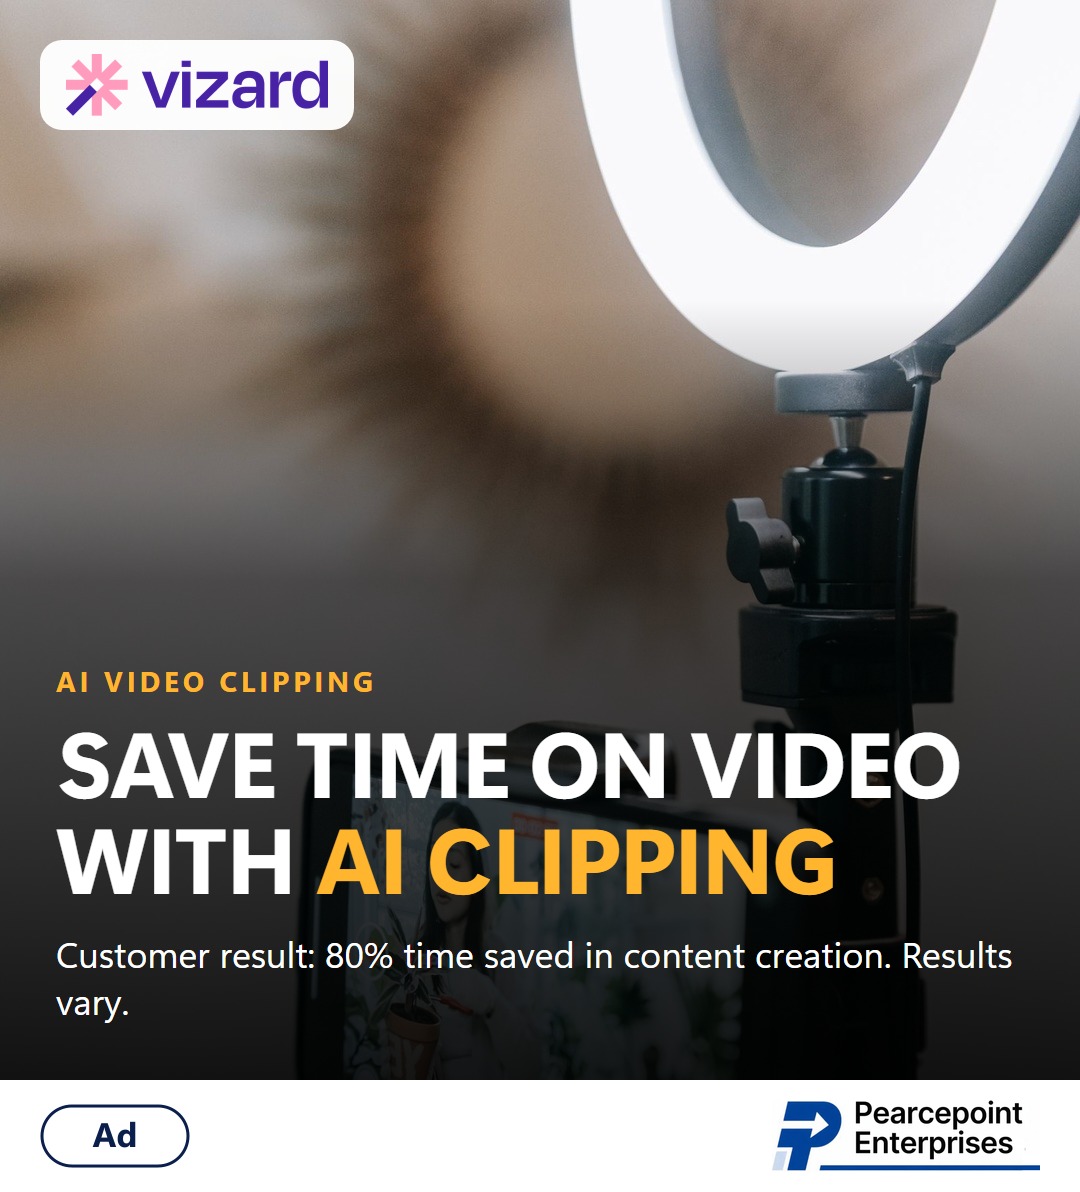 vizard
AI VIDEO CLIPPING
SAVE TIME ON VIDEO
WITH AI CLIPPING
Customer result: 80% time saved in content creation. Results
vary.
Ad
Pearcepoint
Enterprises